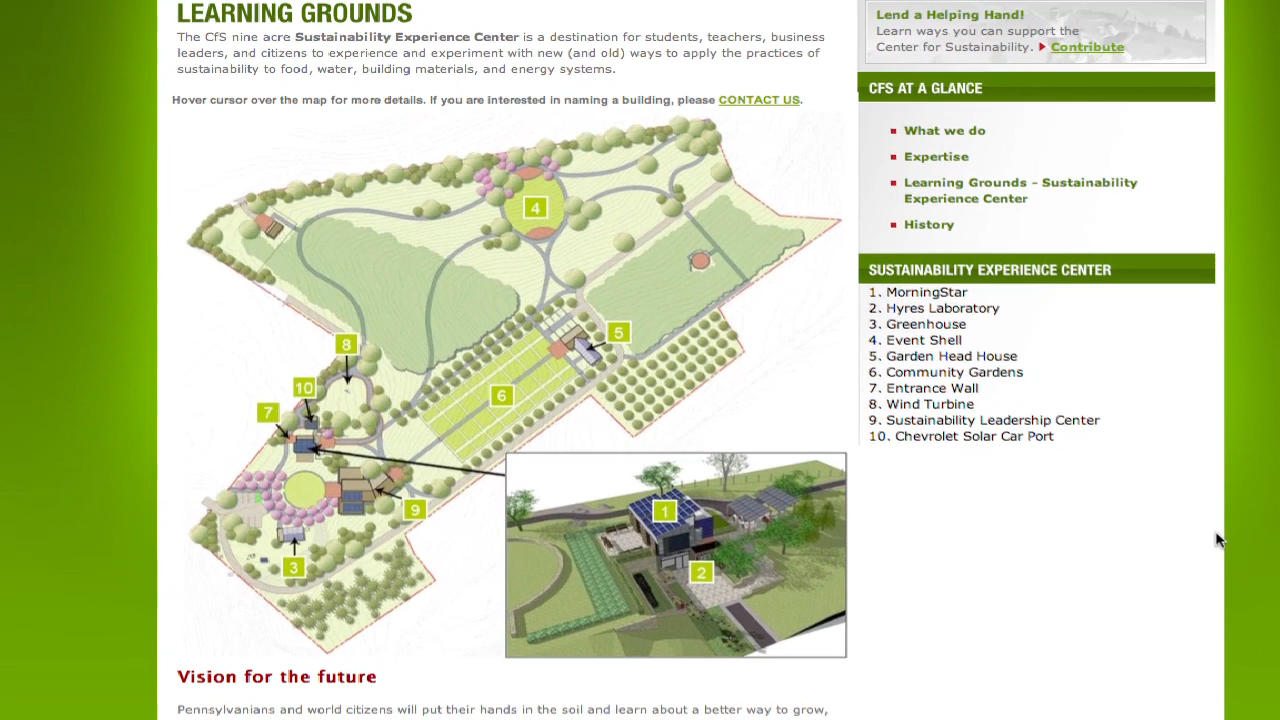 LEARNING GROUNDS
The CfS nine acre Sustainability Experience Center is a destination for students, teachers, business
leaders, and citizens to experience and experiment with new (and old) ways to apply the practices of
sustainability to food, water, building materials, and energy systems.
Hover cursor over the map for more details. If you are interested in naming a building, please CONTACT US.
4
5
8
10
6
7
9
3
1
2
Vision for the future
Pennsylvanians and world citizens will put their hands in the soil and learn about a better way to grow,
Lend a Helping Hand!
Learn ways you can support the
Center for Sustainability. Contribute
CFS AT A GLANCE
What we do
Expertise
Learning Grounds - Sustainability
Experience Center
History
SUSTAINABILITY EXPERIENCE CENTER
1. MorningStar
2. Hyres Laboratory
3. Greenhouse
4. Event Shell
5. Garden Head House
6. Community Gardens
7. Entrance Wall
8. Wind Turbine
9. Sustainability Leadership Center
10. Chevrolet Solar Car Port